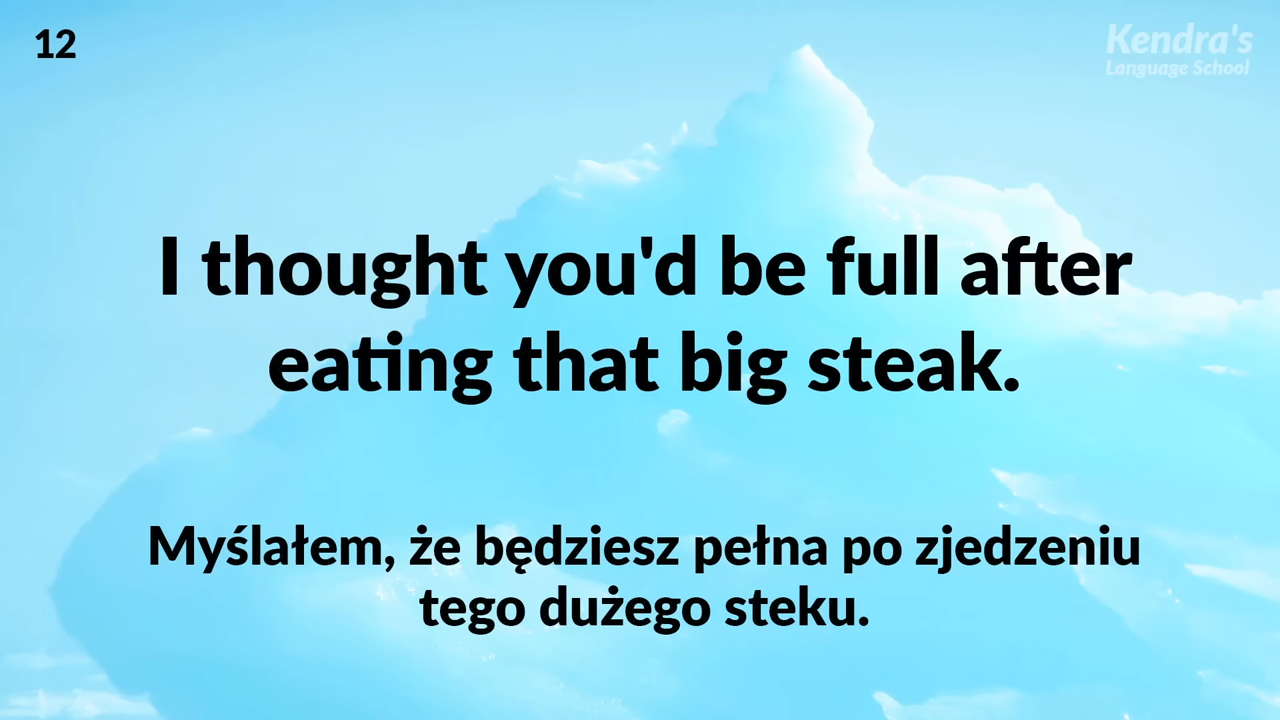 12
Kendra's
Language School
I thought you'd be full after
eating that big steak.
Myślałem, że będziesz pełna po zjedzeniu
tego dużego steku.